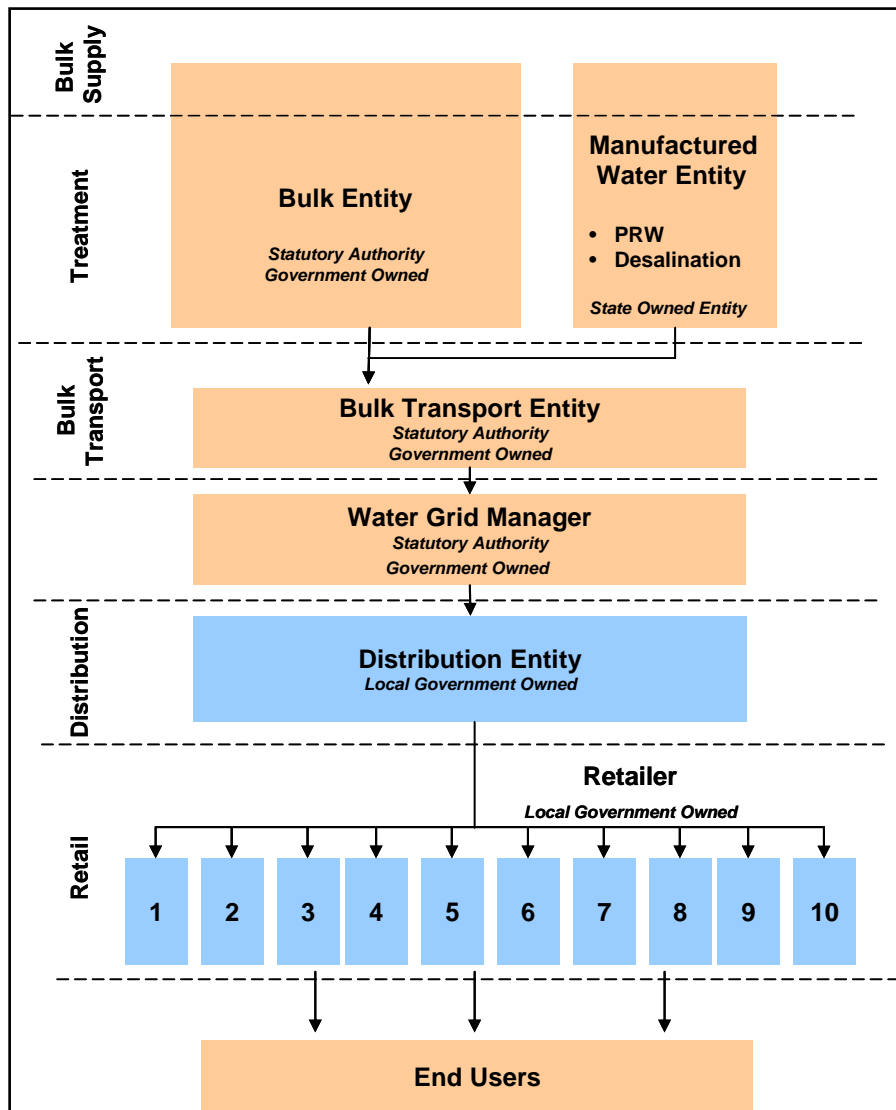 Bulk
Supply
Treatment
Bulk Entity
Statutory Authority
Government Owned
Manufactured
Water Entity
• PRW
• Desalination
State Owned Entity
Bulk
Transport
Bulk Transport Entity
Statutory Authority
Government Owned
Water Grid Manager
Statutory Authority
Government Owned
Distribution
Distribution Entity
Local Government Owned
Retail
Retailer
Local Government Owned
1 2 3 4 5 6 7 8 9 10
End Users